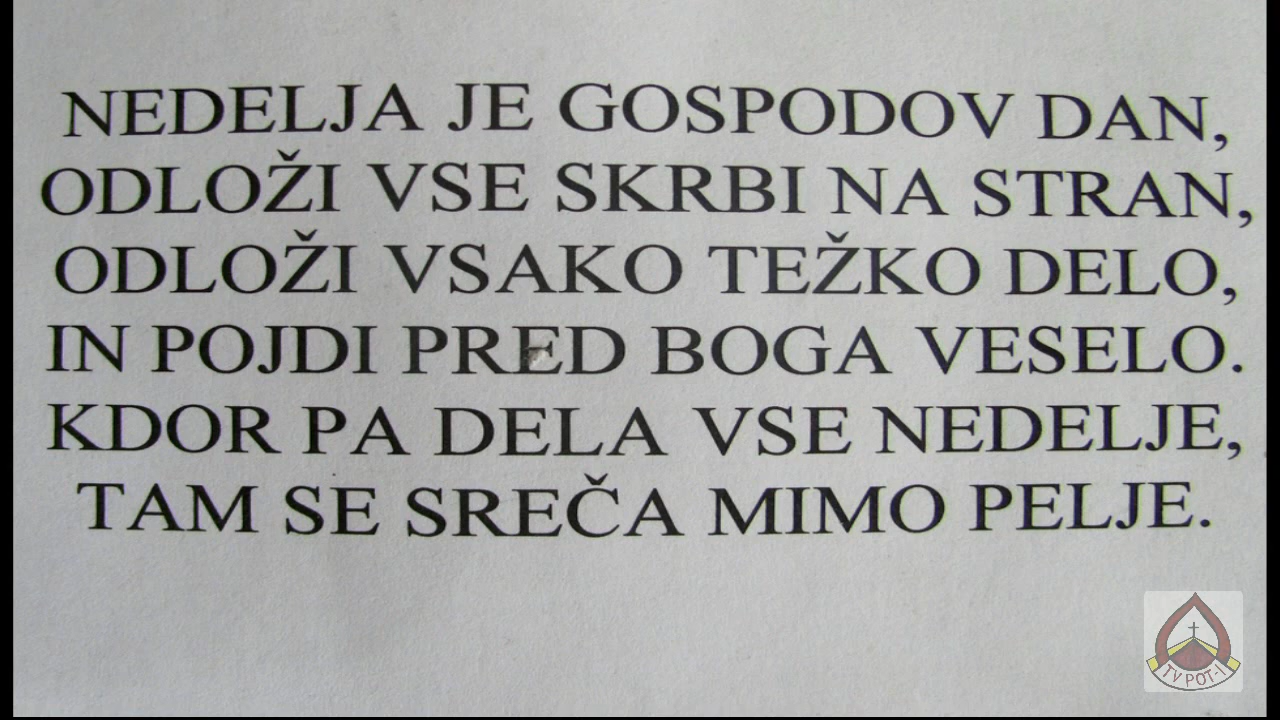 NEDELJA JE GOSPODOV DAN,
ODLOŽI VSE SKRBI NA STRAN,
ODLOŽI VSAKO TEŽKO DELO,
IN POJDI PRED BOGA VESELO.
KDOR PA DELA VSE NEDELJE,
TAM SE SREČA MIMO PELJE.
TV POT-1